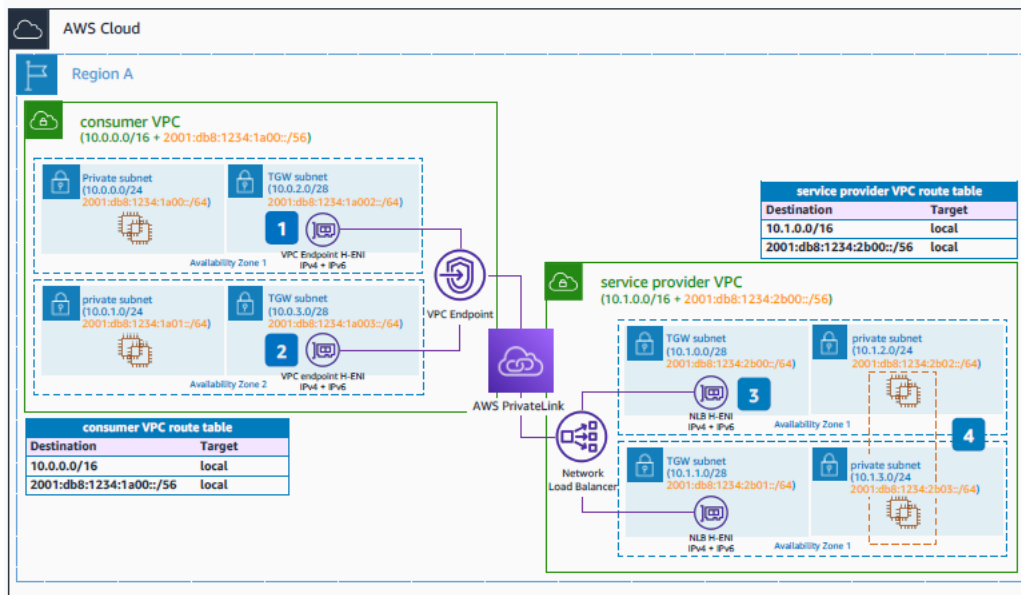 AWS Cloud
Region A
consumer VPC
(10.0.0.0/16 + 2001:db8:1234:1a00::/56)
Private subnet
(10.0.0.0/24
2001:db8:1234:1a00::/64)
TGW subnet
(10.0.2.0/28
2001:db8:1234:1a002::/64)
1
VPC Endpoint H-ENI
IPv4 + IPv6
Availability Zone 1
private subnet
(10.0.1.0/24
2001:db8:1234:1a01::/64)
TGW subnet
(10.0.3.0/28
2001:db8:1234:1a003::/64)
2
VPC endpoint H-ENI
IPv4 + IPv6
Availability Zone 2
VPC Endpoint
AWS PrivateLink
consumer VPC route table
Destination Target
10.0.0.0/16 local
2001:db8:1234:1a00::/56 local
service provider VPC route table
Destination Target
10.1.0.0/16 local
2001:db8:1234:2b00::/56 local
service provider VPC
(10.1.0.0/16 + 2001:db8:1234:2b00::/56)
TGW subnet
(10.1.0.0/28
2001:db8:1234:2b00::/64)
private subnet
(10.1.2.0/24
2001:db8:1234:2b02::/64)
NLB H-ENI
IPv4 + IPv6
3
Availability Zone 1
4
Network
Load Balancer
TGW subnet
(10.1.1.0/28
2001:db8:1234:2b01::/64)
private subnet
(10.1.3.0/24
2001:db8:1234:2b03::/64)
NLB H-ENI
IPv4 + IPv6
Availability Zone 1